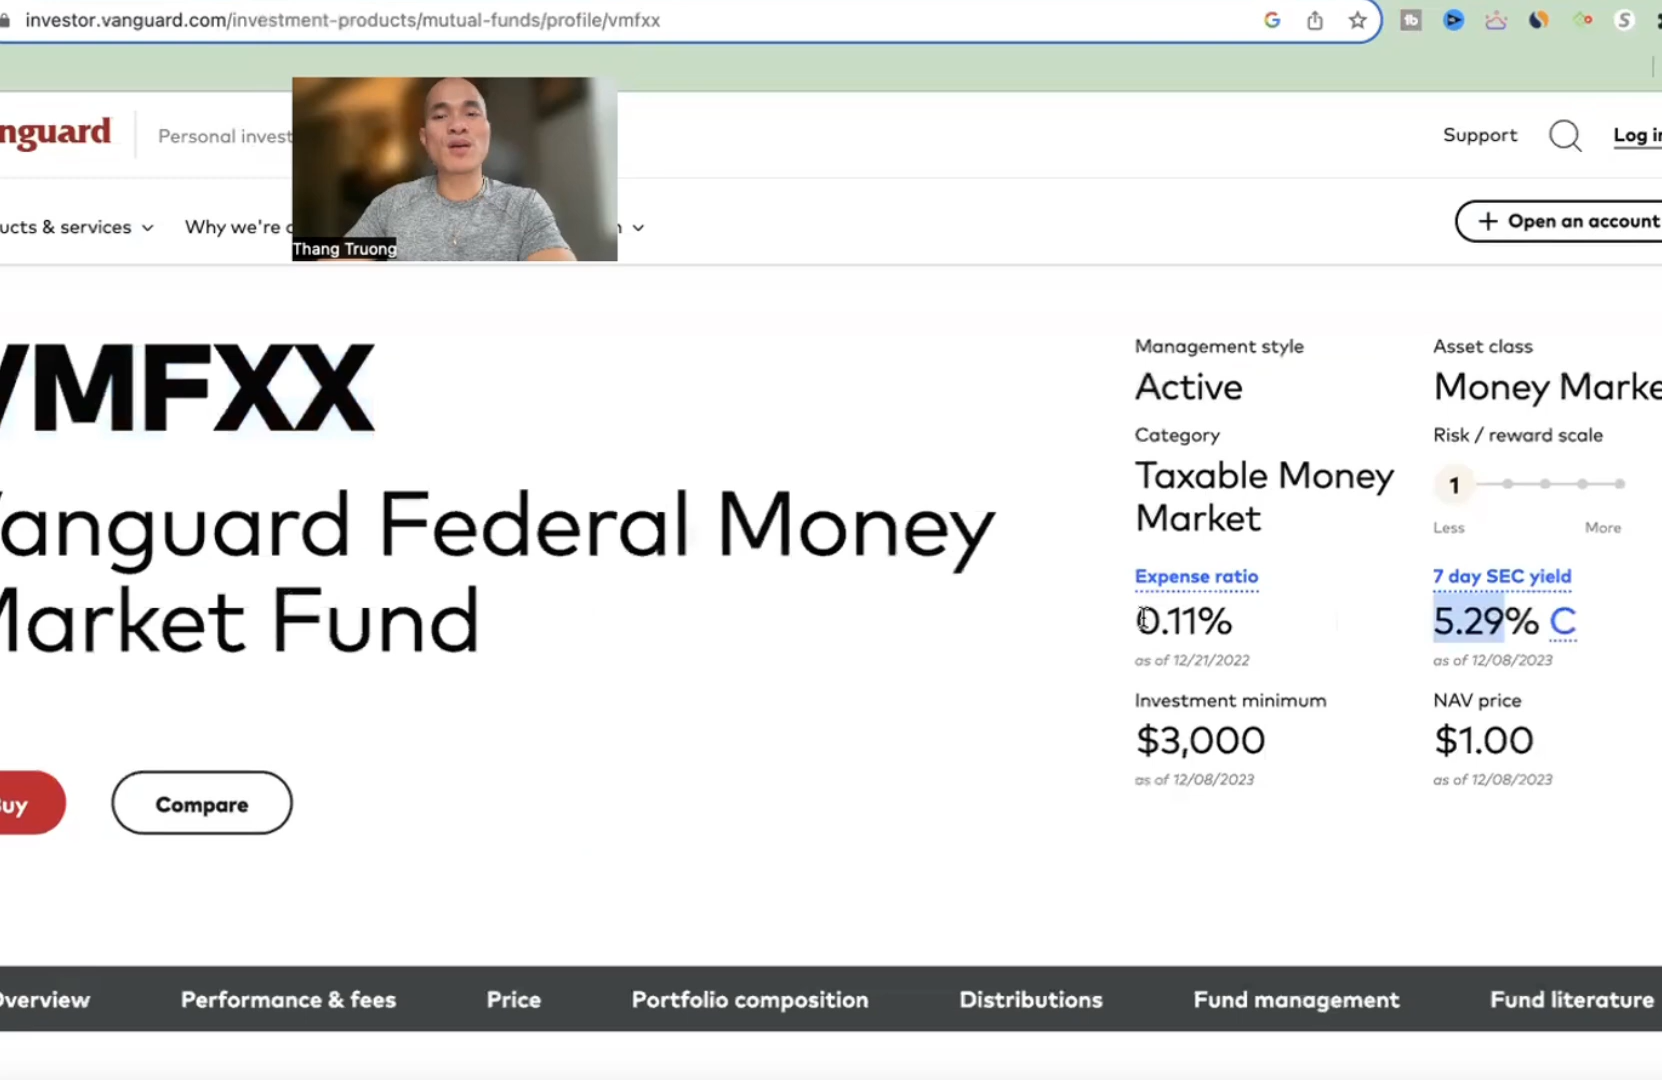 investor.vanguard.com/investment-products/mutual-funds/profile/vmfxx
nguard
Personal invest
Support
Log i
ucts & services
Why we're
Open an account
Thang Truong
VMFXX
anguard Federal Money
Market Fund
Management style
Active
Asset class
Money Marke
Category
Taxable Money
Market
Risk / reward scale
1
Less
More
Expense ratio
0.11%
as of 12/21/2022
7 day SEC yield
5.29% C
as of 12/08/2023
Investment minimum
$3,000
as of 12/08/2023
NAV price
$1.00
as of 12/08/2023
uy
Compare
Overview
Performance & fees
Price
Portfolio composition
Distributions
Fund management
Fund literature